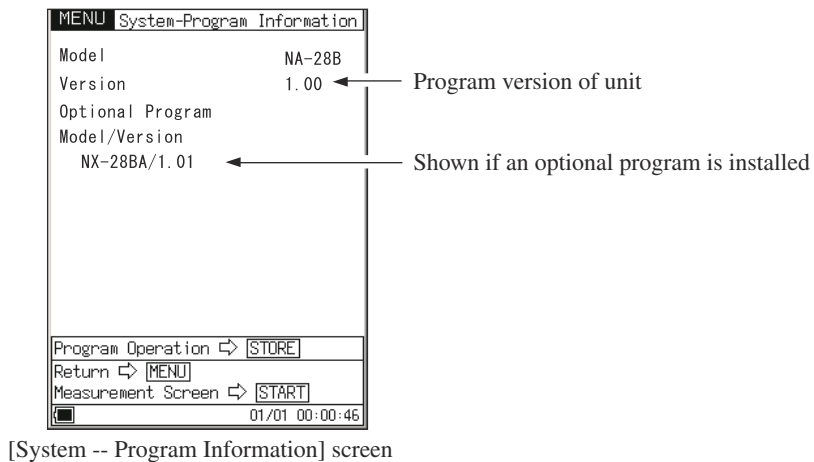 MENU System-Program Information
Model NA-28B
Version 1.00
Program version of unit
Optional Program
Model/Version
NX-28BA/1.01
Shown if an optional program is installed
Program Operation ⇨ STORE
Return ⇨ MENU
Measurement Screen ⇨ START
01/01 00:00:46
[System -- Program Information] screen